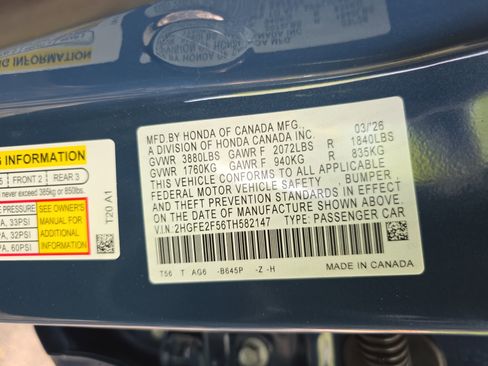 MFD BY HONDA OF CANADA MFG. 03/26
A DIVISION OF HONDA CANADA INC.
GVWR 3880LBS GAWR F 2072LBS R 1840LBS
GVWR 1760KG GAWR F 940KG R 835KG
THIS VEHICLE CONFORMS TO ALL APPLICABLE
FEDERAL MOTOR VEHICLE SAFETY, BUMPER,
AND THEFT PREVENTION STANDARDS IN EFFECT
ON THE DATE OF MANUFACTURE SHOWN ABOVE.
V.I.N: 2HGFE2F56TH582147 TYPE: PASSENGER CAR
T56 T AG6 -B645P -Z -H
MADE IN CANADA
INFORMATION
5 FRONT 2 REAR 3
never exceed 385kg or 850lbs.
PRESSURE SEE OWNER'S
33PSI MANUAL FOR
32PSI ADDITIONAL
60PSI INFORMATION
T20 A1